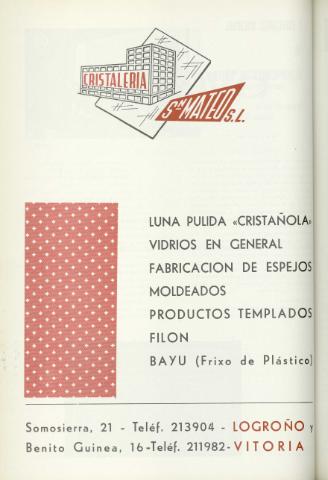 CRISTALERIA
SN MATEO S.L.
LUNA PULIDA «CRISTAÑOLA»
VIDRIOS EN GENERAL
FABRICACION DE ESPEJOS
MOLDEADOS
PRODUCTOS TEMPLADOS
FILON
BAYU (Frixo de Plástico)
Somosierra, 21 - Teléf. 213904 - LOGROÑO y
Benito Guinea, 16 - Teléf. 211982 - VITORIA